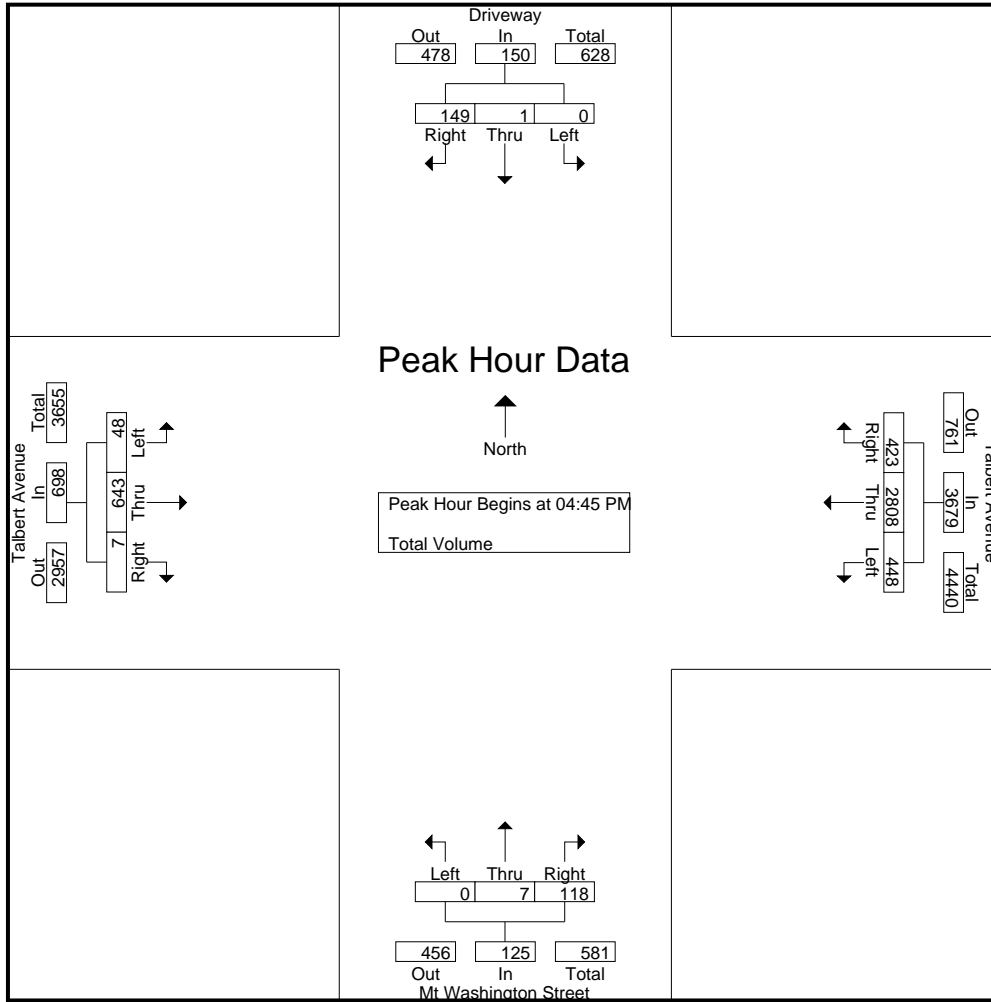 Driveway
Out In Total
478 150 628
149 1 0
Right Thru Left
Peak Hour Data
North
Peak Hour Begins at 04:45 PM
Total Volume
Talbert Avenue
Total In Out
3655 698 2957
48 643 7
Left Thru Right
Talbert Avenue
Out In Total
761 3679 4440
423 2808 448
Right Thru Left
Left Thru Right
0 7 118
456 125 581
Out In Total
Mt Washington Street